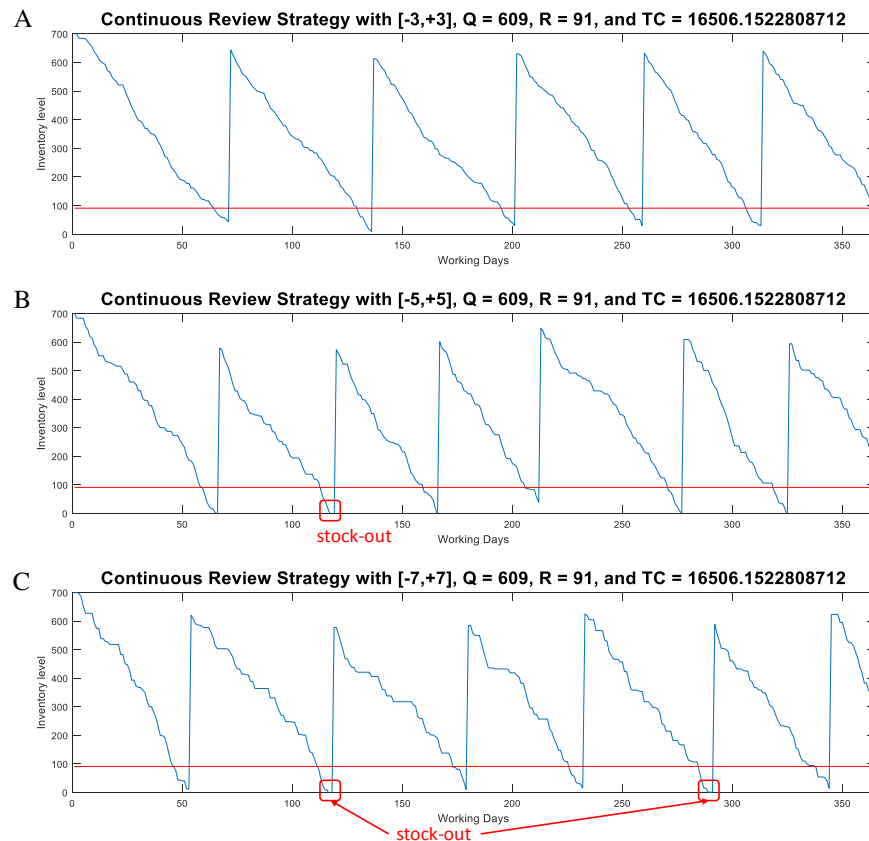 A
Continuous Review Strategy with [-3,+3], Q = 609, R = 91, and TC = 16506.1522808712
700
600
500
400
300
200
100
0
Inventory level
0 50 100 150 200 250 300 350
Working Days
B
Continuous Review Strategy with [-5,+5], Q = 609, R = 91, and TC = 16506.1522808712
700
600
500
400
300
200
100
0
Inventory level
0 50 100 150 200 250 300 350
stock-out
Working Days
C
Continuous Review Strategy with [-7,+7], Q = 609, R = 91, and TC = 16506.1522808712
700
600
500
400
300
200
100
0
Inventory level
0 50 100 150 200 250 300 350
Working Days
stock-out